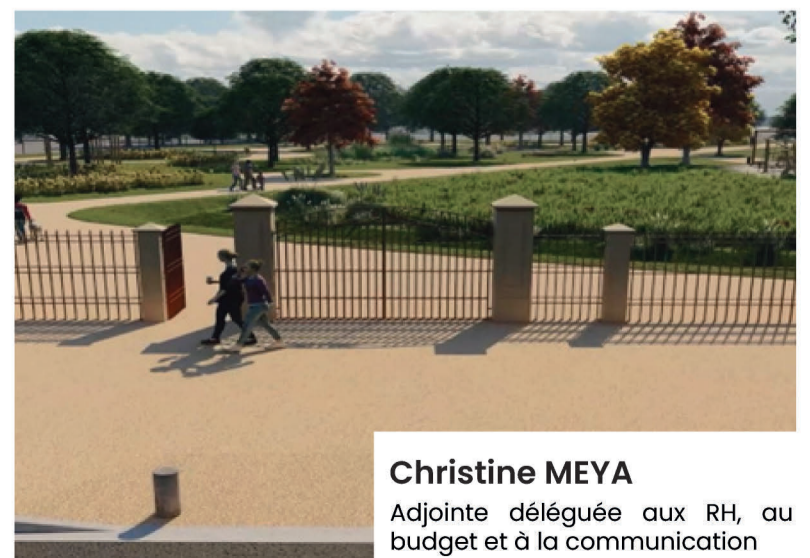 Christine MEYA
Adjointe déléguée aux RH, au
budget et à la communication